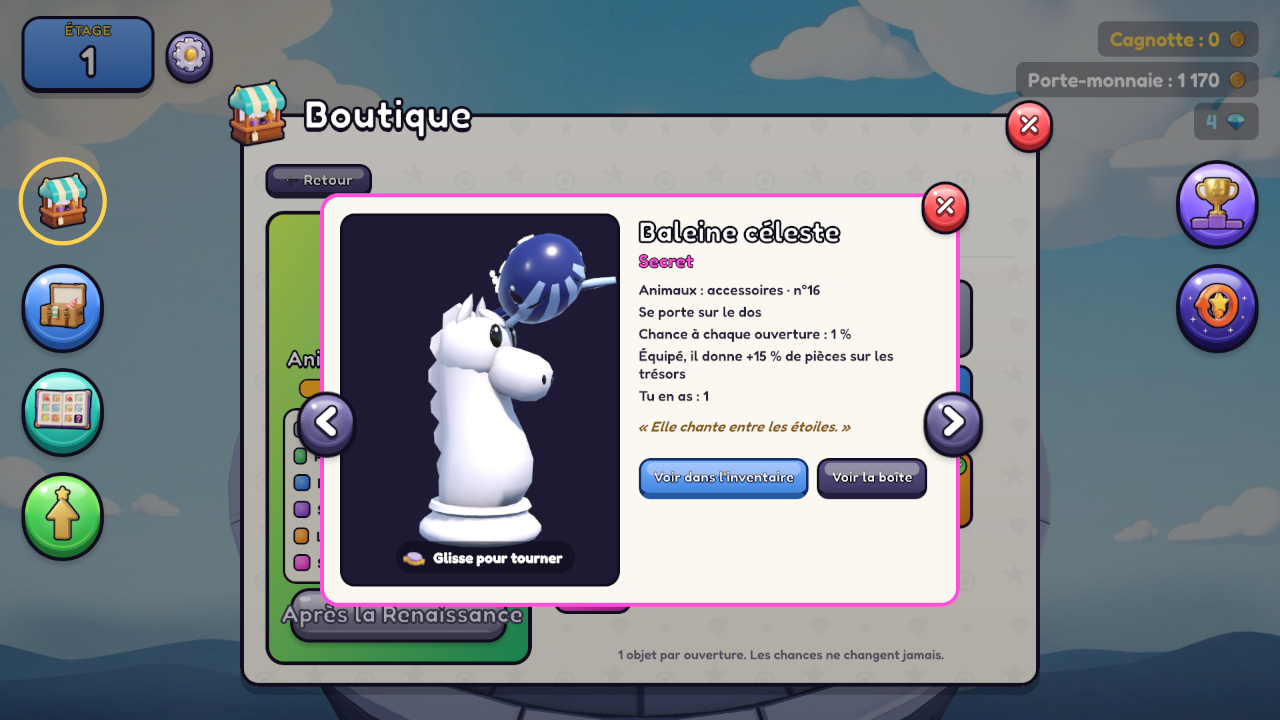 ÉTAGE
1
Cagnotte : 0
Porte-monnaie : 1 170
4
Boutique
← Retour
Baleine céleste
Secret
Animaux : accessoires · n°16
Se porte sur le dos
Chance à chaque ouverture : 1 %
Équipé, il donne +15 % de pièces sur les
trésors
Tu en as : 1
« Elle chante entre les étoiles. »
Voir dans l'inventaire
Voir la boîte
Glisse pour tourner
Ani
Après la Renaissance
1 objet par ouverture. Les chances ne changent jamais.